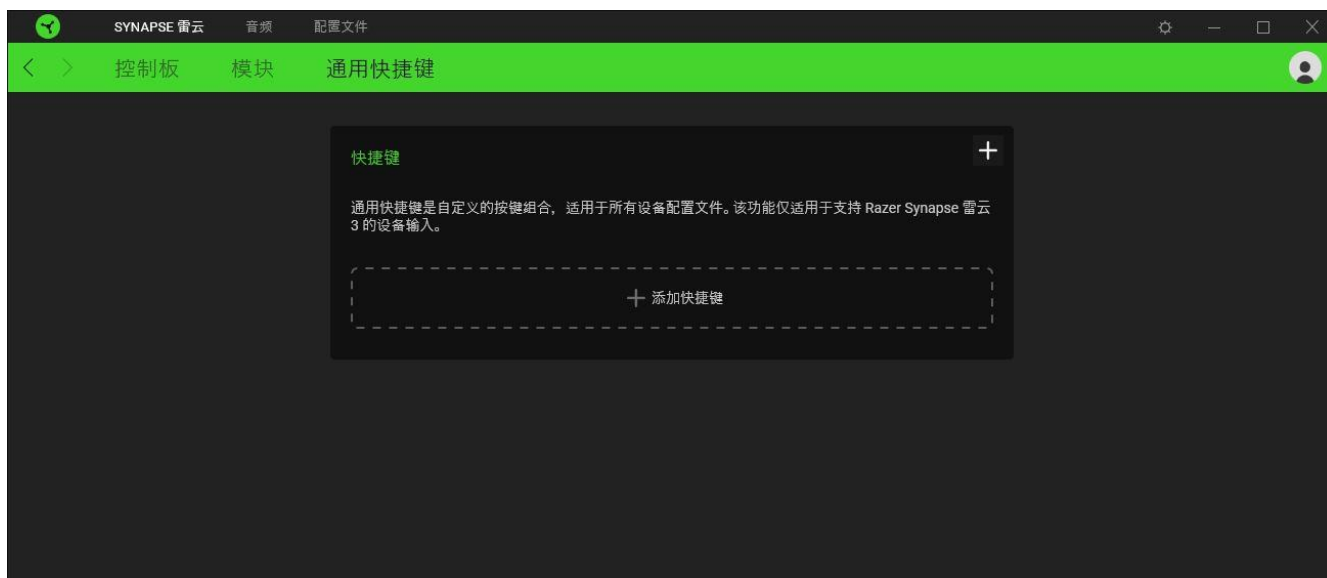 SYNAPSE 雷云 音频 配置文件
控制板 模块 通用快捷键
快捷键
通用快捷键是自定义的按键组合，适用于所有设备配置文件。该功能仅适用于支持 Razer Synapse 雷云
3 的设备输入。
添加快捷键